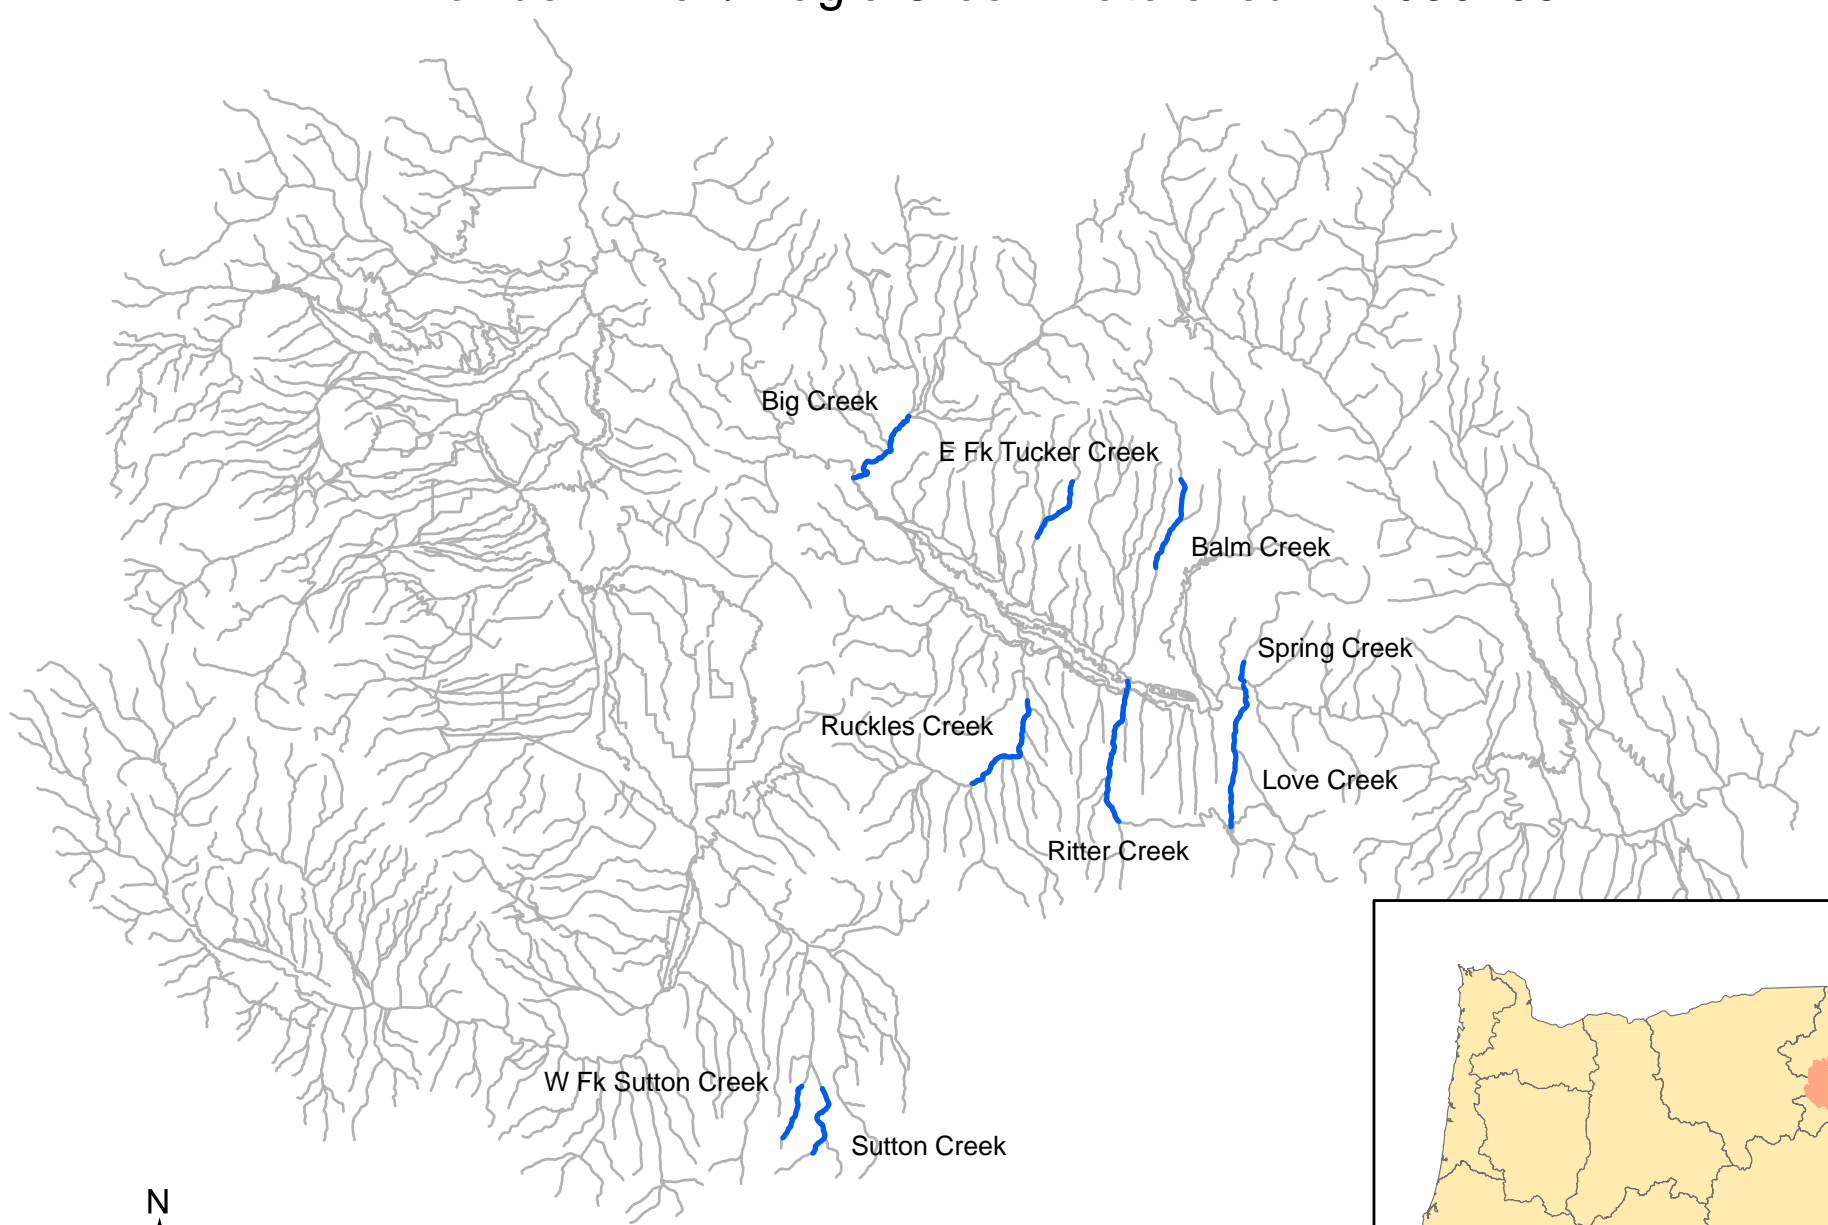 Big Creek
E Fk Tucker Creek
Balm Creek
Spring Creek
Ruckles Creek
Love Creek
Ritter Creek
W Fk Sutton Creek
Sutton Creek
N